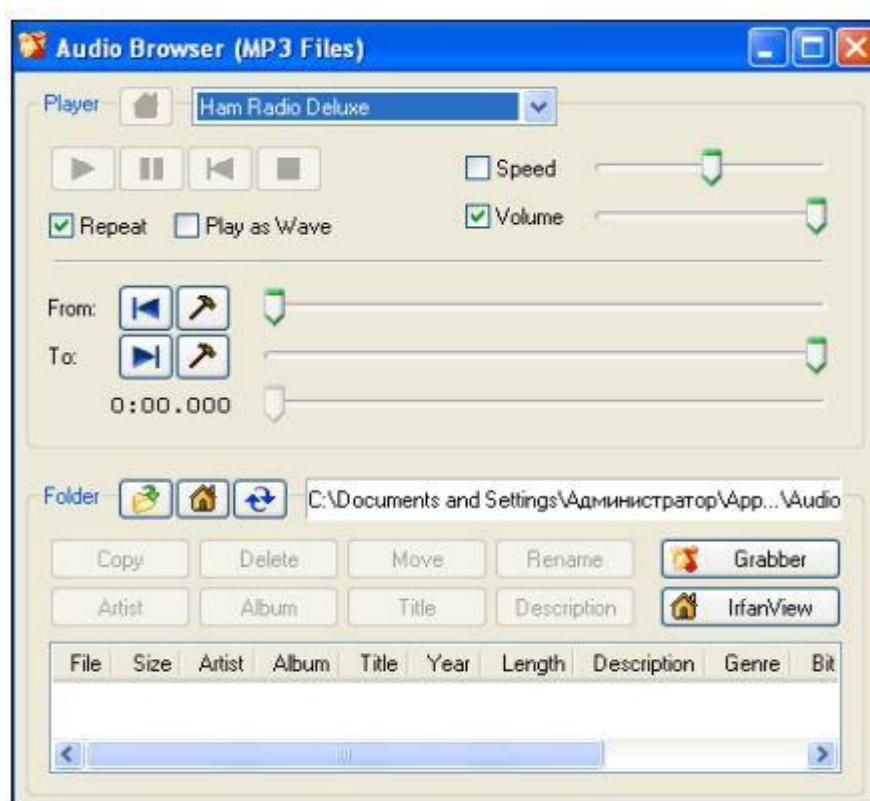 Audio Browser (MP3 Files)
Player
Ham Radio Deluxe
Speed
Repeat
Play as Wave
Volume
From:
To:
0:00.000
Folder
C:\Documents and Settings\Администратор\App...\Audio
Copy Delete Move Rename Grabber
Artist Album Title Description IrfanView
File Size Artist Album Title Year Length Description Genre Bit